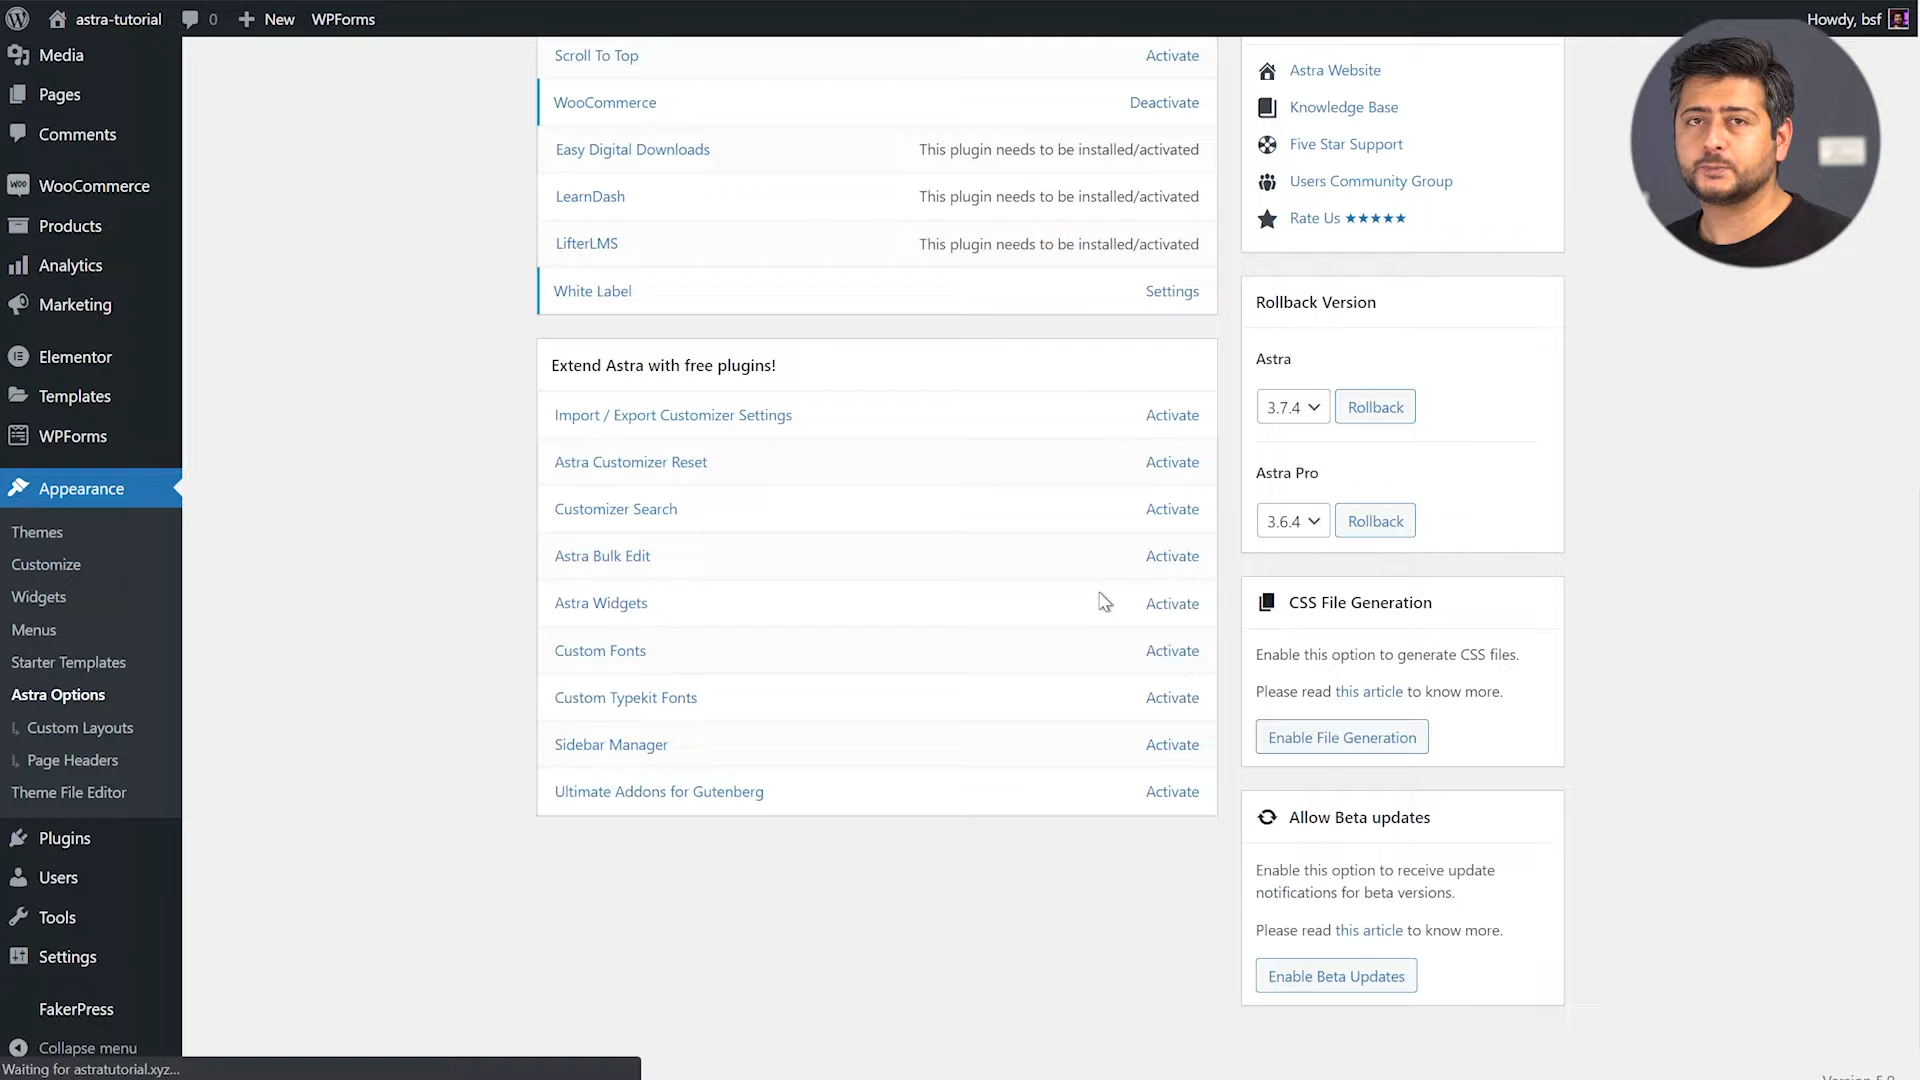 astra-tutorial
0
New
WPForms
Howdy, bsf
Media
Pages
Comments
WooCommerce
Products
Analytics
Marketing
Elementor
Templates
WPForms
Appearance
Themes
Customize
Widgets
Menus
Starter Templates
Astra Options
Custom Layouts
Page Headers
Theme File Editor
Plugins
Users
Tools
Settings
FakerPress
Collapse menu
Waiting for astratutorial.xyz...
Scroll To Top Activate
WooCommerce Deactivate
Easy Digital Downloads This plugin needs to be installed/activated
LearnDash This plugin needs to be installed/activated
LifterLMS This plugin needs to be installed/activated
White Label Settings
Extend Astra with free plugins!
Import / Export Customizer Settings Activate
Astra Customizer Reset Activate
Customizer Search Activate
Astra Bulk Edit Activate
Astra Widgets Activate
Custom Fonts Activate
Custom Typekit Fonts Activate
Sidebar Manager Activate
Ultimate Addons for Gutenberg Activate
Astra Website
Knowledge Base
Five Star Support
Users Community Group
Rate Us ★★★★★
Rollback Version
Astra
3.7.4 Rollback
Astra Pro
3.6.4 Rollback
CSS File Generation
Enable this option to generate CSS files.
Please read this article to know more.
Enable File Generation
Allow Beta updates
Enable this option to receive update
notifications for beta versions.
Please read this article to know more.
Enable Beta Updates